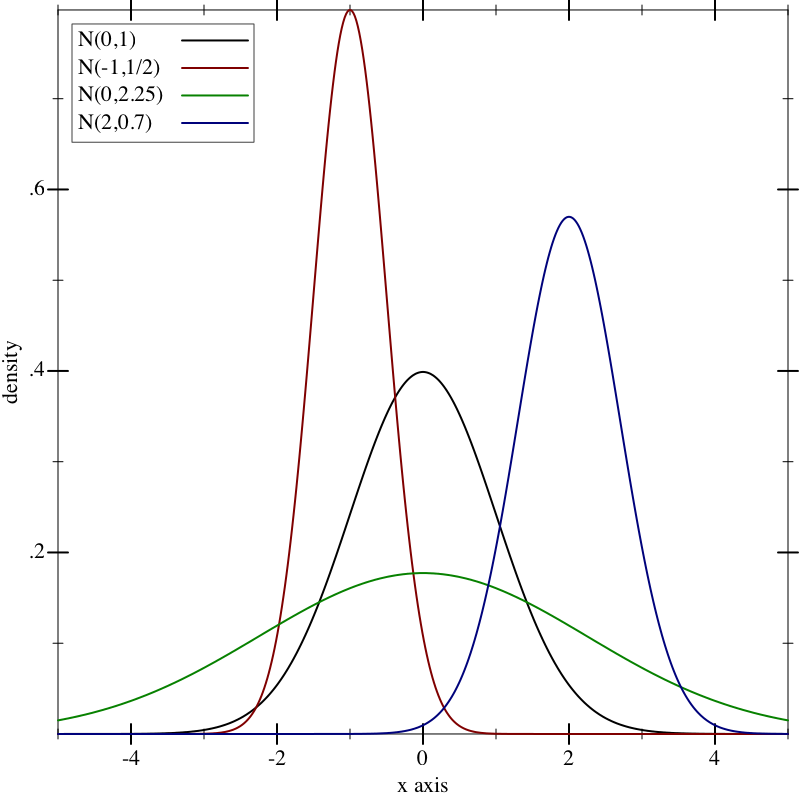 N(0,1)
N(-1,1/2)
N(0,2.25)
N(2,0.7)
.6
.4
.2
density
-4 -2 0 2 4
x axis